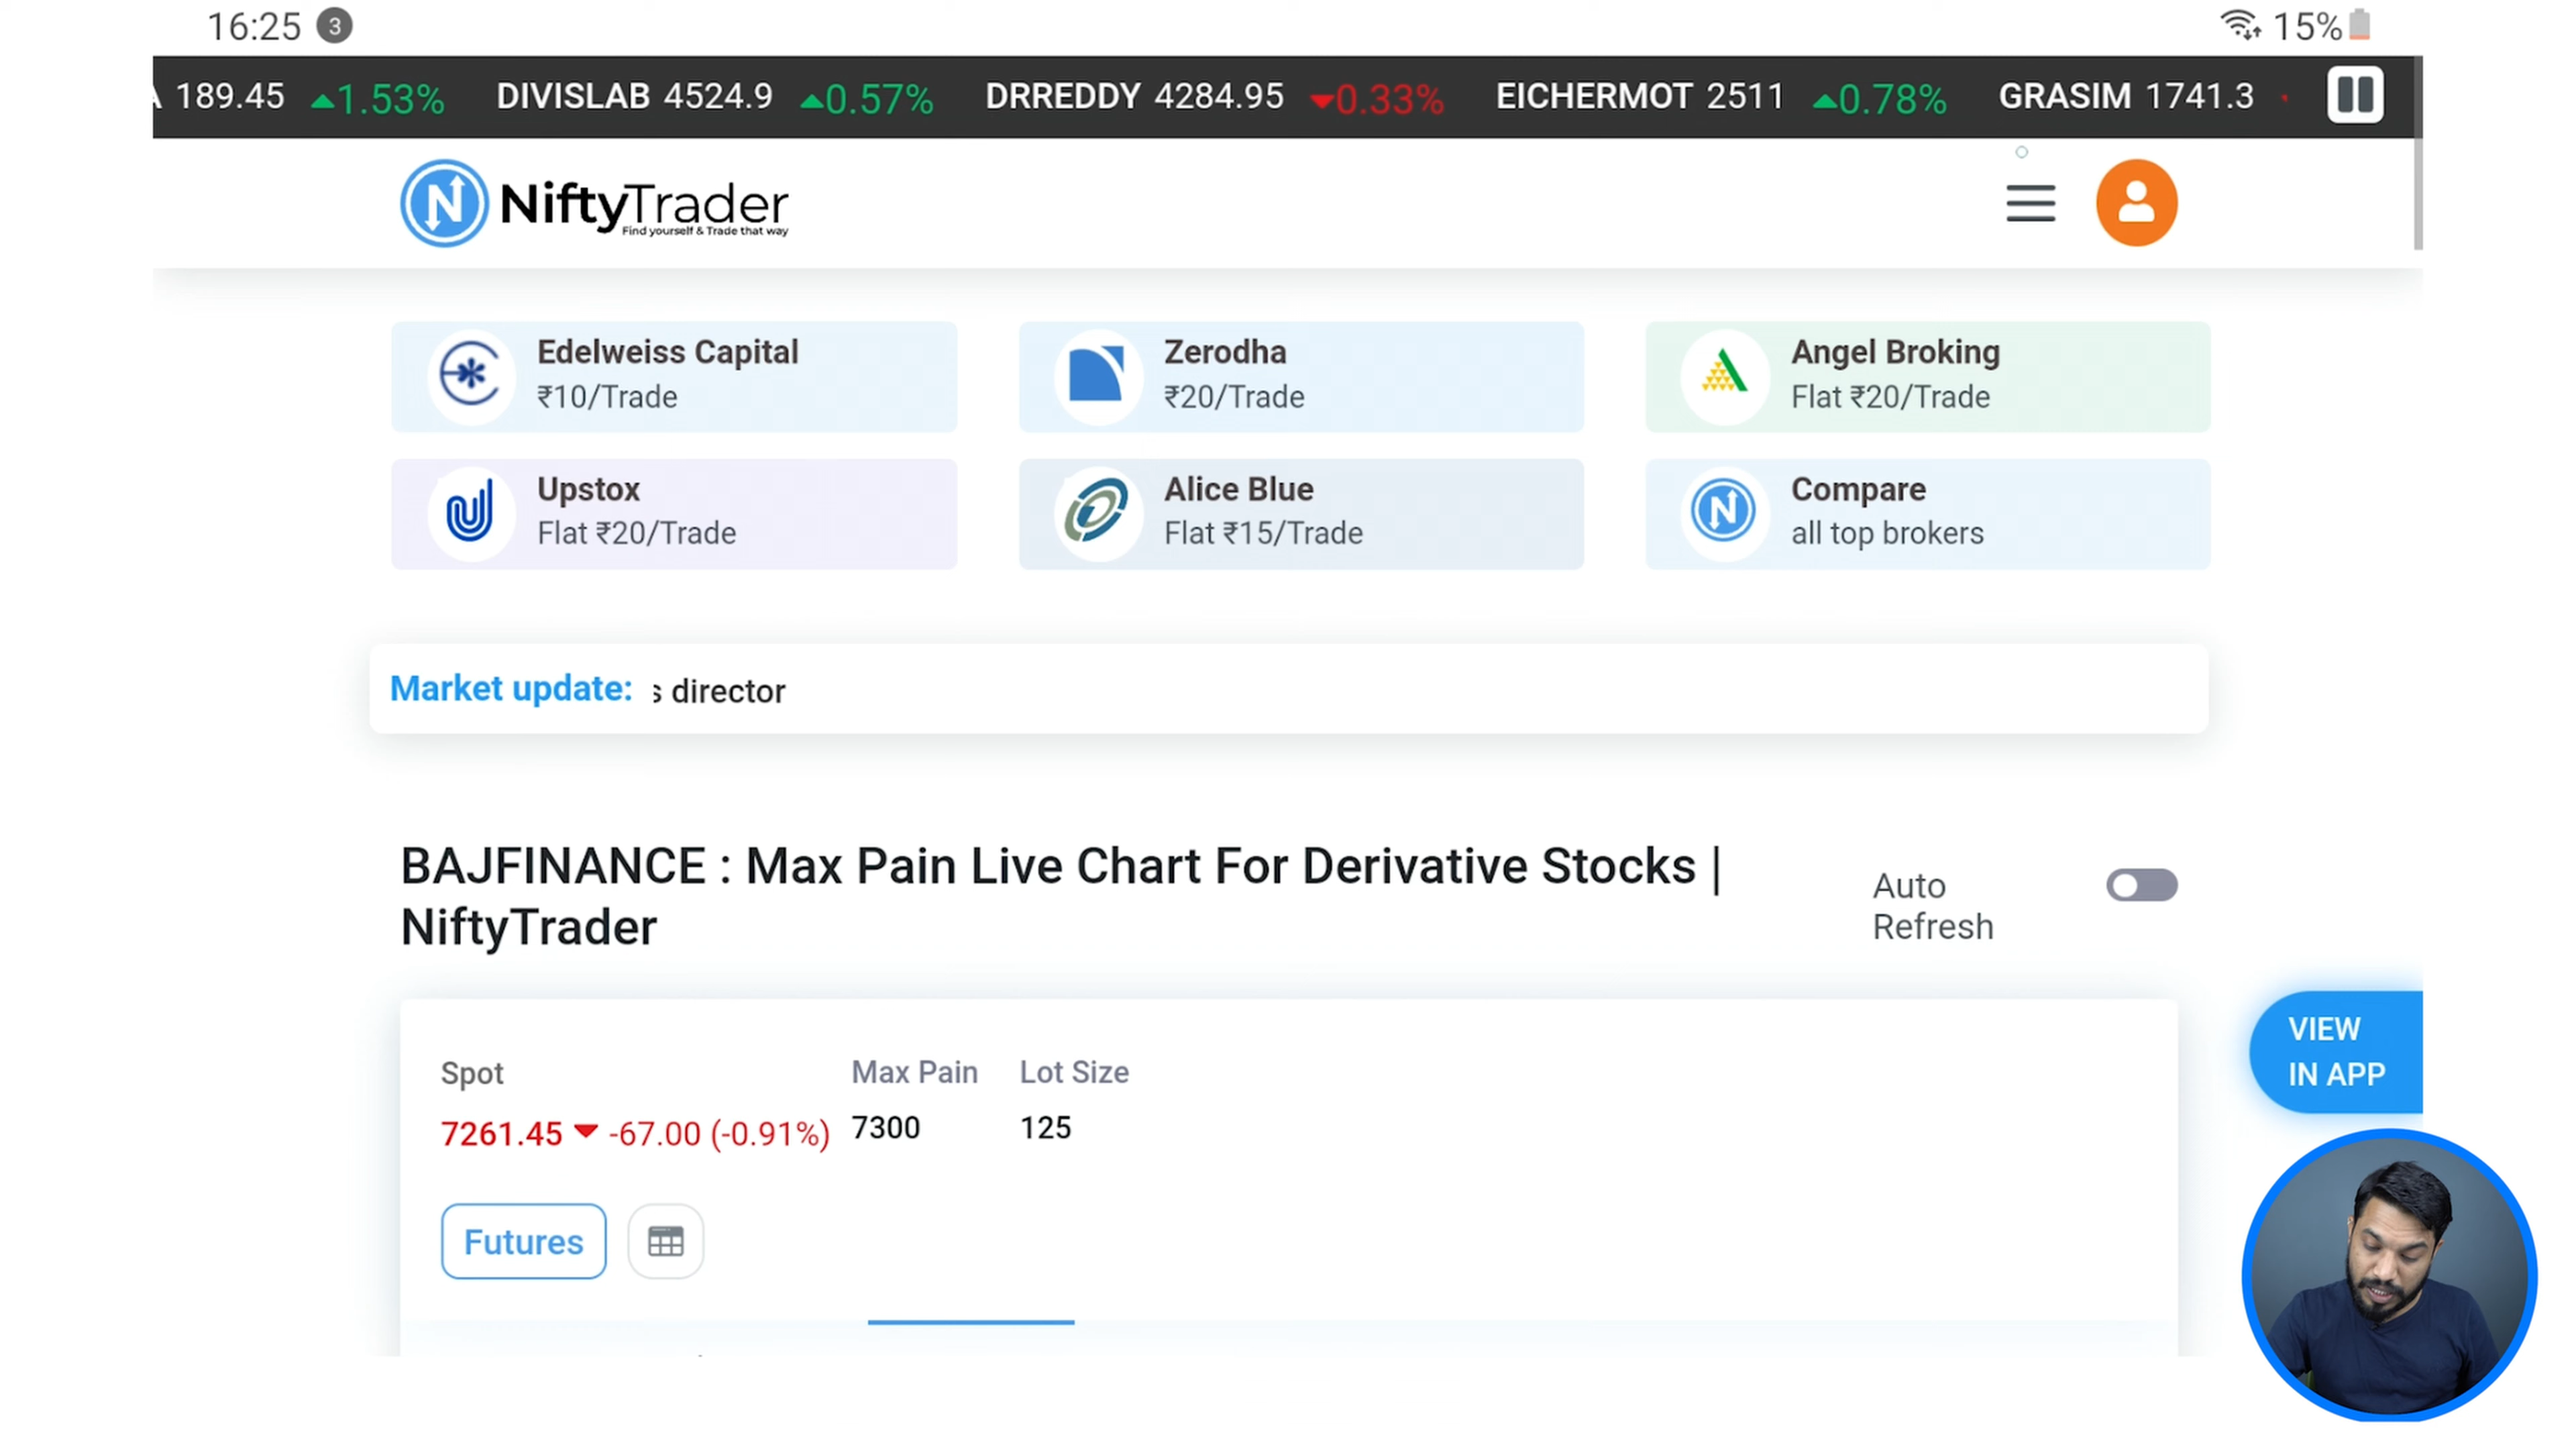 16:25 3 15%
189.45 ▲1.53% DIVISLAB 4524.9 ▲0.57% DRREDDY 4284.95 ▼0.33% EICHERMOT 2511 ▲0.78% GRASIM 1741.3
NiftyTrader
Find yourself & Trade that way
Edelweiss Capital
₹10/Trade
Zerodha
₹20/Trade
Angel Broking
Flat ₹20/Trade
Upstox
Flat ₹20/Trade
Alice Blue
Flat ₹15/Trade
Compare
all top brokers
Market update: s director
BAJFINANCE : Max Pain Live Chart For Derivative Stocks |
NiftyTrader
Auto
Refresh
VIEW
IN APP
Spot Max Pain Lot Size
7261.45 ▼ -67.00 (-0.91%) 7300 125
Futures